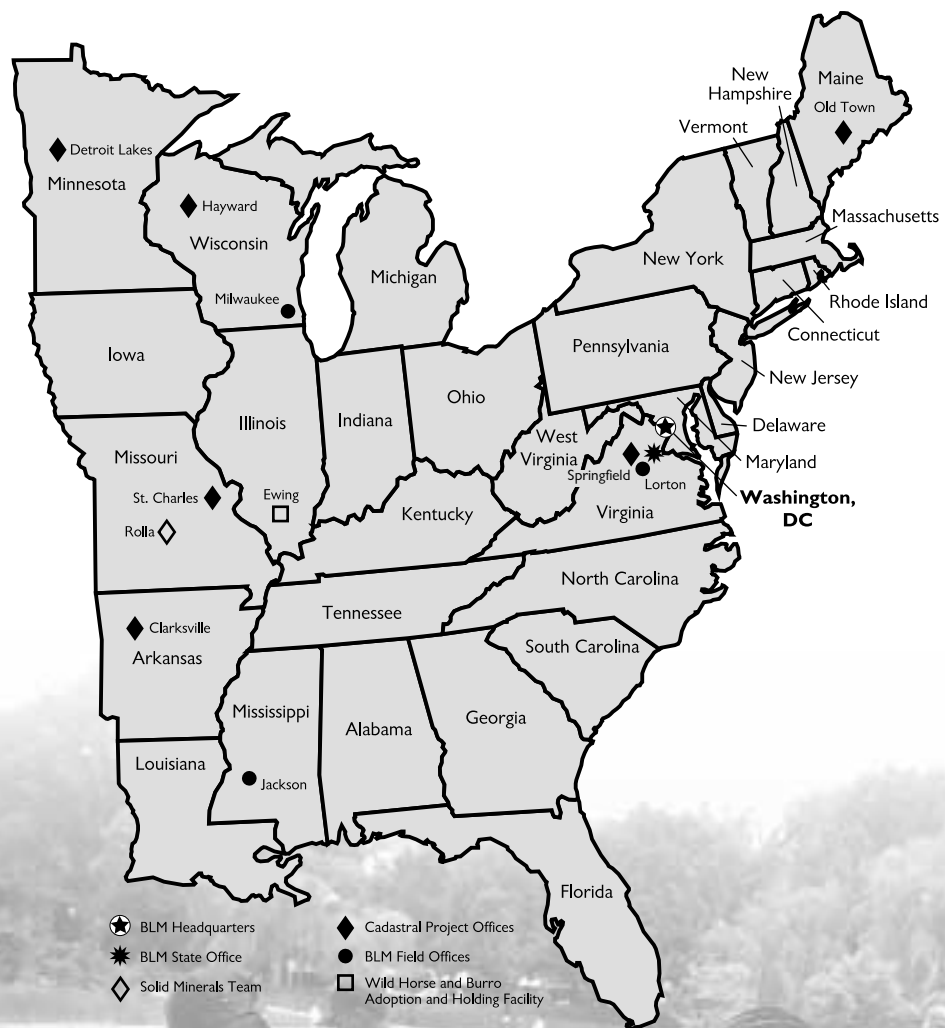 New
Hampshire
Maine
Old Town
Vermont
Detroit Lakes
Minnesota
Hayward
Wisconsin
Massachusetts
New York
Michigan
Milwaukee
Rhode Island
Connecticut
Pennsylvania
Iowa
New Jersey
Ohio
Illinois
Indiana
Delaware
West
Virginia
Missouri
Maryland
Springfield
Lorton
St. Charles
Ewing
Washington,
DC
Kentucky
Virginia
Rolla
North Carolina
Tennessee
Clarksville
South Carolina
Arkansas
Mississippi
Georgia
Alabama
Louisiana
Jackson
Florida
BLM Headquarters
BLM State Office
Solid Minerals Team
Cadastral Project Offices
BLM Field Offices
Wild Horse and Burro
Adoption and Holding Facility